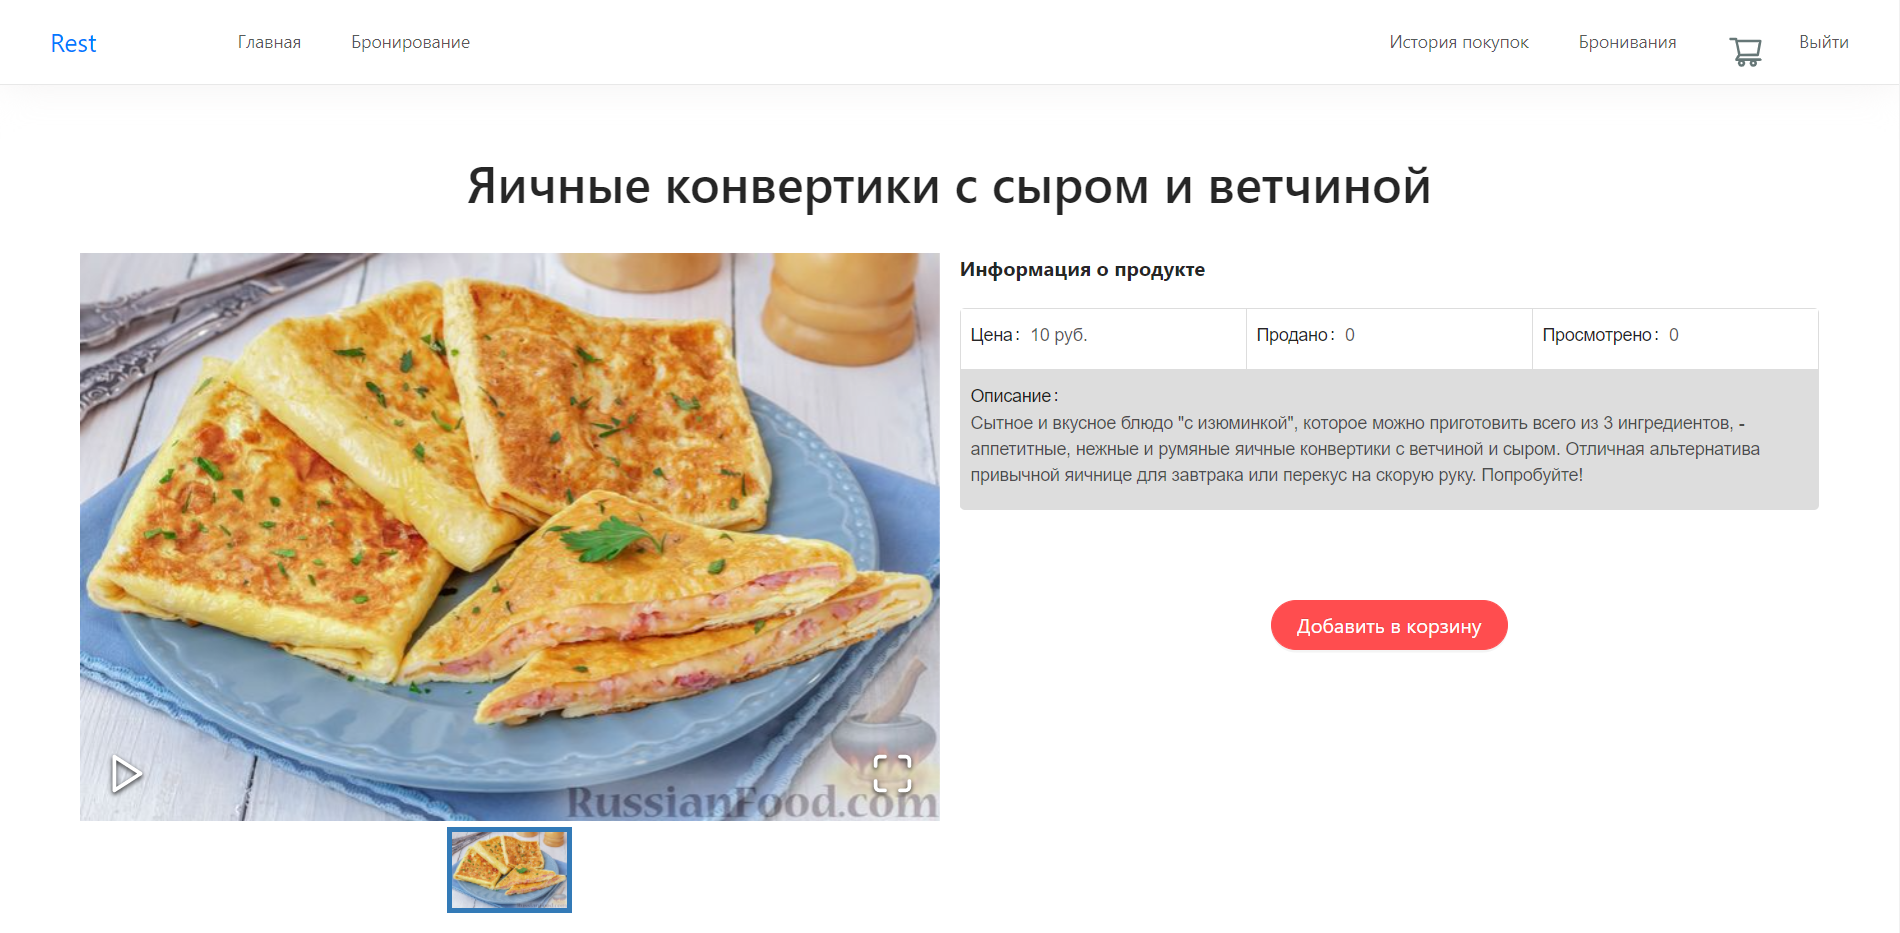 Rest
Главная
Бронирование
История покупок
Бронивания
Выйти
Яичные конвертики с сыром и ветчиной
Информация о продукте
Цена: 10 руб.
Продано: 0
Просмотрено: 0
Описание:
Сытное и вкусное блюдо "с изюминкой", которое можно приготовить всего из 3 ингредиентов, -
аппетитные, нежные и румяные яичные конвертики с ветчиной и сыром. Отличная альтернатива
привычной яичнице для завтрака или перекус на скорую руку. Попробуйте!
Добавить в корзину
RussianFood.com